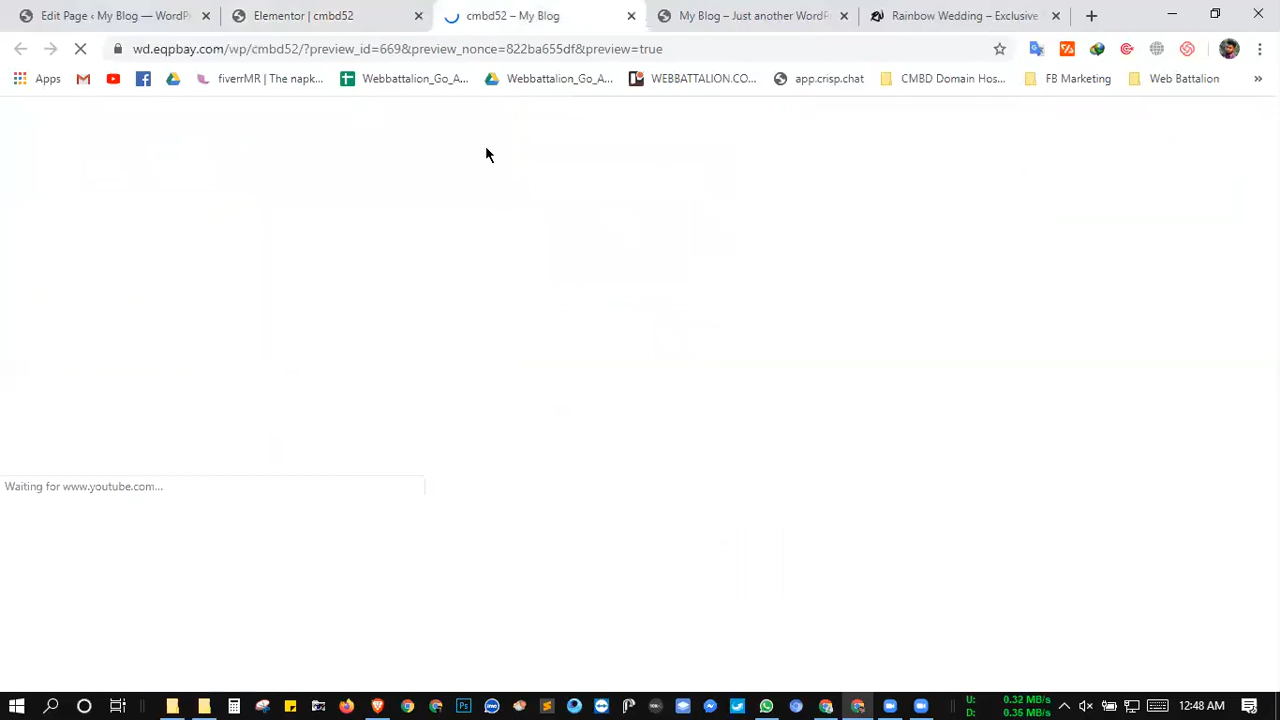 Edit Page ‹ My Blog — WordP
Elementor | cmbd52
cmbd52 – My Blog
My Blog – Just another WordP
Rainbow Wedding – Exclusive
wd.eqpbay.com/wp/cmbd52/?preview_id=669&preview_nonce=822ba655df&preview=true
Apps
fiverrMR | The napk...
Webbattalion_Go_A...
Webbattalion_Go_A...
WEBBATTALION.CO...
app.crisp.chat
CMBD Domain Hos...
FB Marketing
Web Battalion
»
Waiting for www.youtube.com...
U: 0.32 MB/s
D: 0.35 MB/s
12:48 AM